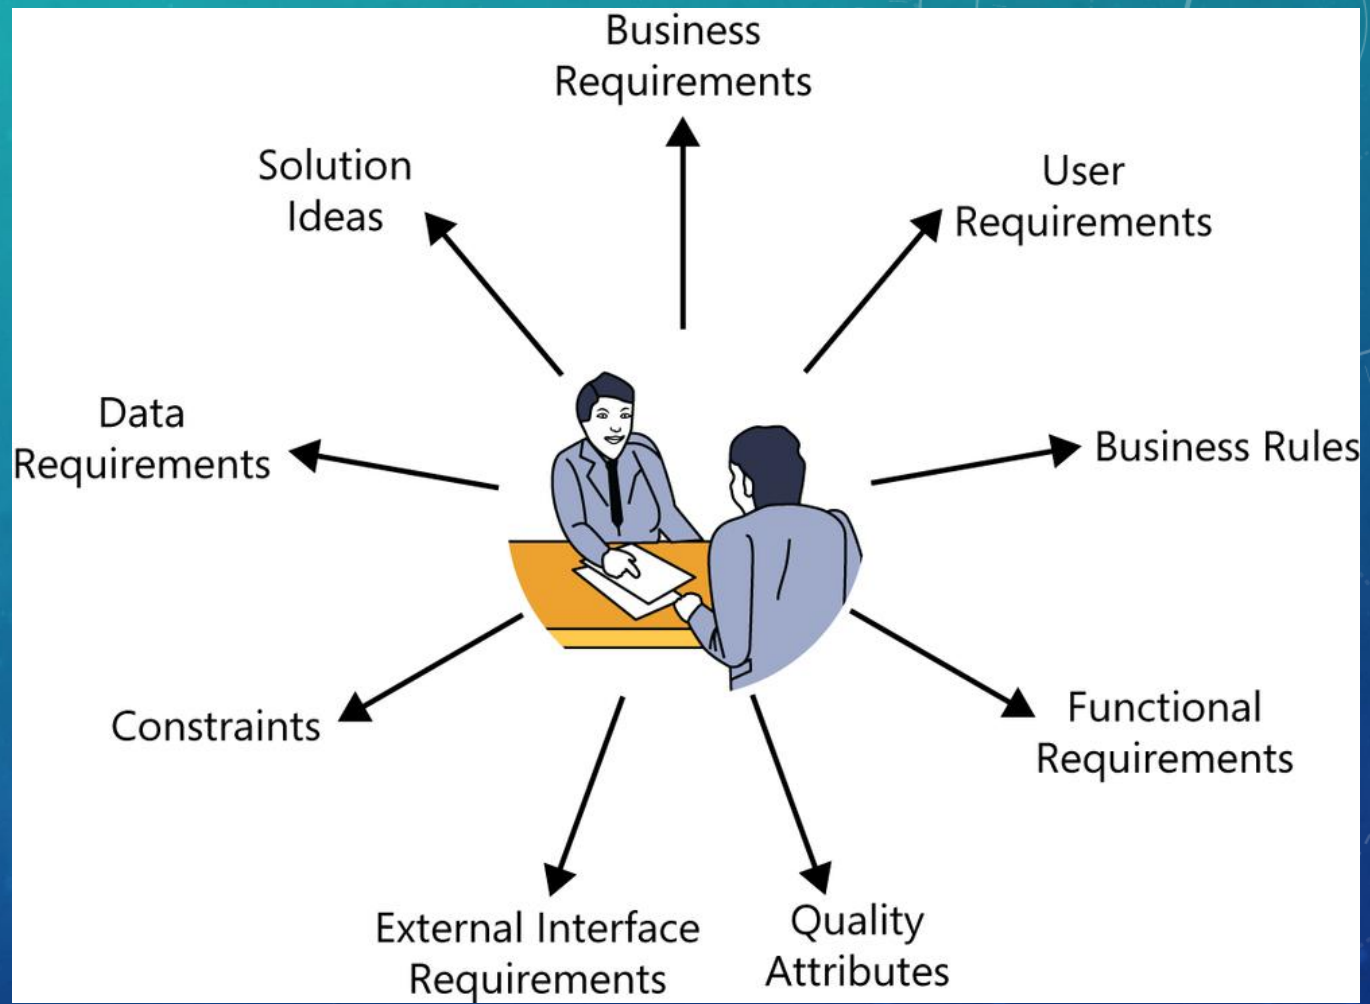 Business
Requirements
Solution
Ideas
User
Requirements
Data
Requirements
Business Rules
Constraints
Functional
Requirements
External Interface
Requirements
Quality
Attributes